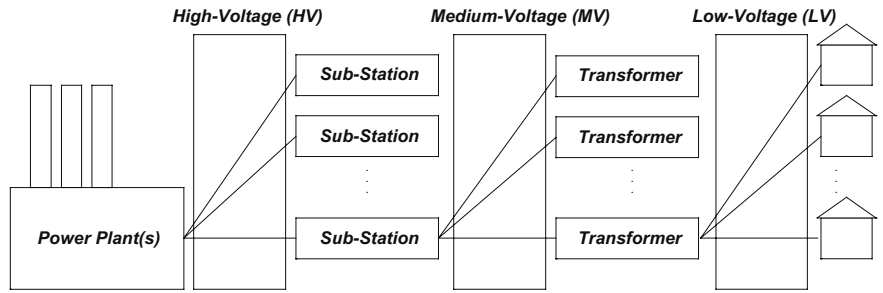 High-Voltage (HV)
Medium-Voltage (MV)
Low-Voltage (LV)
Sub-Station
Transformer
Sub-Station
Transformer
Power Plant(s)
Sub-Station
Transformer